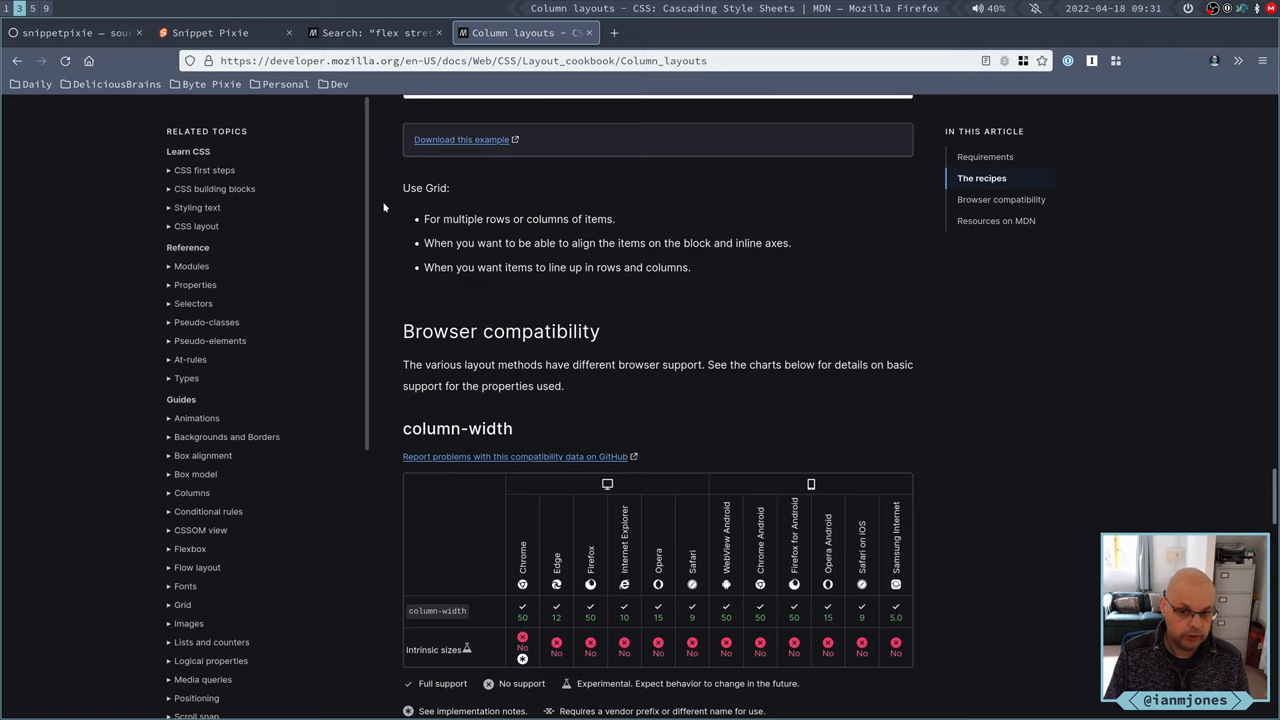 1 3 5 9
Column layouts - CSS: Cascading Style Sheets | MDN — Mozilla Firefox
40%
2022-04-18 09:31
snippetpixie — sour
Snippet Pixie
Search: "flex stret
Column layouts - CS
https://developer.mozilla.org/en-US/docs/Web/CSS/Layout_cookbook/Column_layouts
Daily
DeliciousBrains
Byte Pixie
Personal
Dev
RELATED TOPICS
Learn CSS
CSS first steps
CSS building blocks
Styling text
CSS layout
Reference
Modules
Properties
Selectors
Pseudo-classes
Pseudo-elements
At-rules
Types
Guides
Animations
Backgrounds and Borders
Box alignment
Box model
Columns
Conditional rules
CSSOM view
Flexbox
Flow layout
Fonts
Grid
Images
Lists and counters
Logical properties
Media queries
Positioning
Scroll snap
Download this example
Use Grid:
• For multiple rows or columns of items.
• When you want to be able to align the items on the block and inline axes.
• When you want items to line up in rows and columns.
Browser compatibility
The various layout methods have different browser support. See the charts below for details on basic
support for the properties used.
column-width
Report problems with this compatibility data on GitHub
Chrome
Edge
Firefox
Internet Explorer
Opera
Safari
WebView Android
Chrome Android
Firefox for Android
Opera Android
Safari on iOS
Samsung Internet
column-width
50 12 50 10 15 9 50 50 50 15 9 5.0
Intrinsic sizes
No No No No No No No No No No No No
Full support
No support
Experimental. Expect behavior to change in the future.
See implementation notes.
Requires a vendor prefix or different name for use.
IN THIS ARTICLE
Requirements
The recipes
Browser compatibility
Resources on MDN
@ianmjones